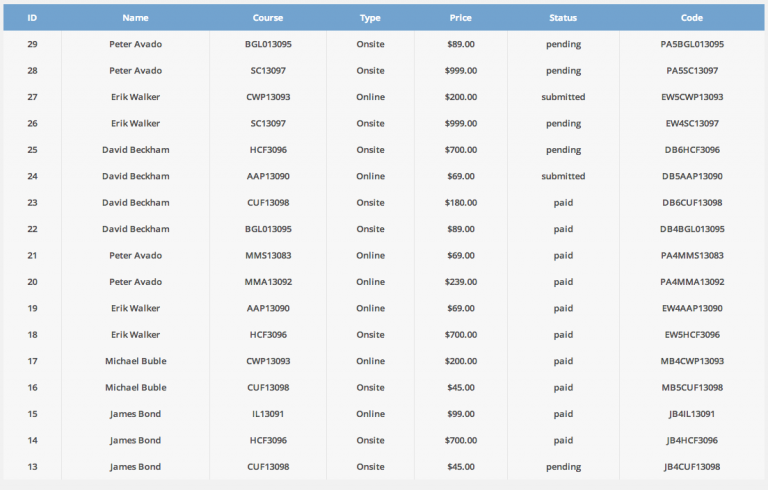 ID Name Course Type Price Status Code
29 Peter Avado BGL013095 Onsite $89.00 pending PA5BGL013095
28 Peter Avado SC13097 Onsite $999.00 pending PA5SC13097
27 Erik Walker CWP13093 Online $200.00 submitted EW5CWP13093
26 Erik Walker SC13097 Onsite $999.00 pending EW4SC13097
25 David Beckham HCF3096 Onsite $700.00 pending DB6HCF3096
24 David Beckham AAP13090 Online $69.00 submitted DB5AAP13090
23 David Beckham CUF13098 Onsite $180.00 paid DB6CUF13098
22 David Beckham BGL013095 Onsite $89.00 paid DB4BGL013095
21 Peter Avado MMS13083 Online $69.00 paid PA4MMS13083
20 Peter Avado MMA13092 Online $239.00 paid PA4MMA13092
19 Erik Walker AAP13090 Online $69.00 paid EW4AAP13090
18 Erik Walker HCF3096 Onsite $700.00 paid EW5HCF3096
17 Michael Buble CWP13093 Online $200.00 paid MB4CWP13093
16 Michael Buble CUF13098 Onsite $45.00 paid MB5CUF13098
15 James Bond IL13091 Online $99.00 paid JB4IL13091
14 James Bond HCF3096 Onsite $700.00 paid JB4HCF3096
13 James Bond CUF13098 Onsite $45.00 pending JB4CUF13098